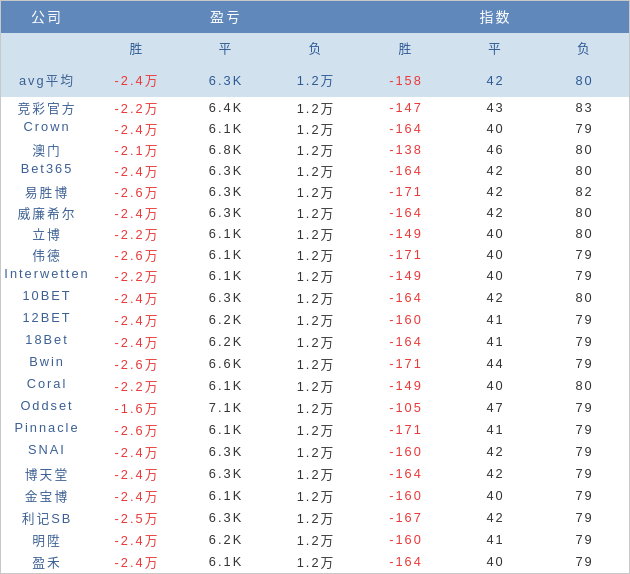 公司 盈亏 指数
胜 平 负 胜 平 负
avg平均 -2.4万 6.3K 1.2万 -158 42 80
竞彩官方 -2.2万 6.4K 1.2万 -147 43 83
Crown -2.4万 6.1K 1.2万 -164 40 79
澳门 -2.1万 6.8K 1.2万 -138 46 80
Bet365 -2.4万 6.3K 1.2万 -164 42 80
易胜博 -2.6万 6.3K 1.2万 -171 42 82
威廉希尔 -2.4万 6.3K 1.2万 -164 42 80
立博 -2.2万 6.1K 1.2万 -149 40 80
伟德 -2.6万 6.1K 1.2万 -171 40 79
Interwetten -2.2万 6.1K 1.2万 -149 40 79
10BET -2.4万 6.3K 1.2万 -164 42 80
12BET -2.4万 6.2K 1.2万 -160 41 79
18Bet -2.4万 6.2K 1.2万 -164 41 79
Bwin -2.6万 6.6K 1.2万 -171 44 79
Coral -2.2万 6.1K 1.2万 -149 40 80
Oddset -1.6万 7.1K 1.2万 -105 47 79
Pinnacle -2.6万 6.1K 1.2万 -171 41 79
SNAI -2.4万 6.3K 1.2万 -160 42 79
博天堂 -2.4万 6.3K 1.2万 -164 42 79
金宝博 -2.4万 6.1K 1.2万 -160 40 79
利记SB -2.5万 6.3K 1.2万 -167 42 79
明陞 -2.4万 6.2K 1.2万 -160 41 79
盈禾 -2.4万 6.1K 1.2万 -164 40 79